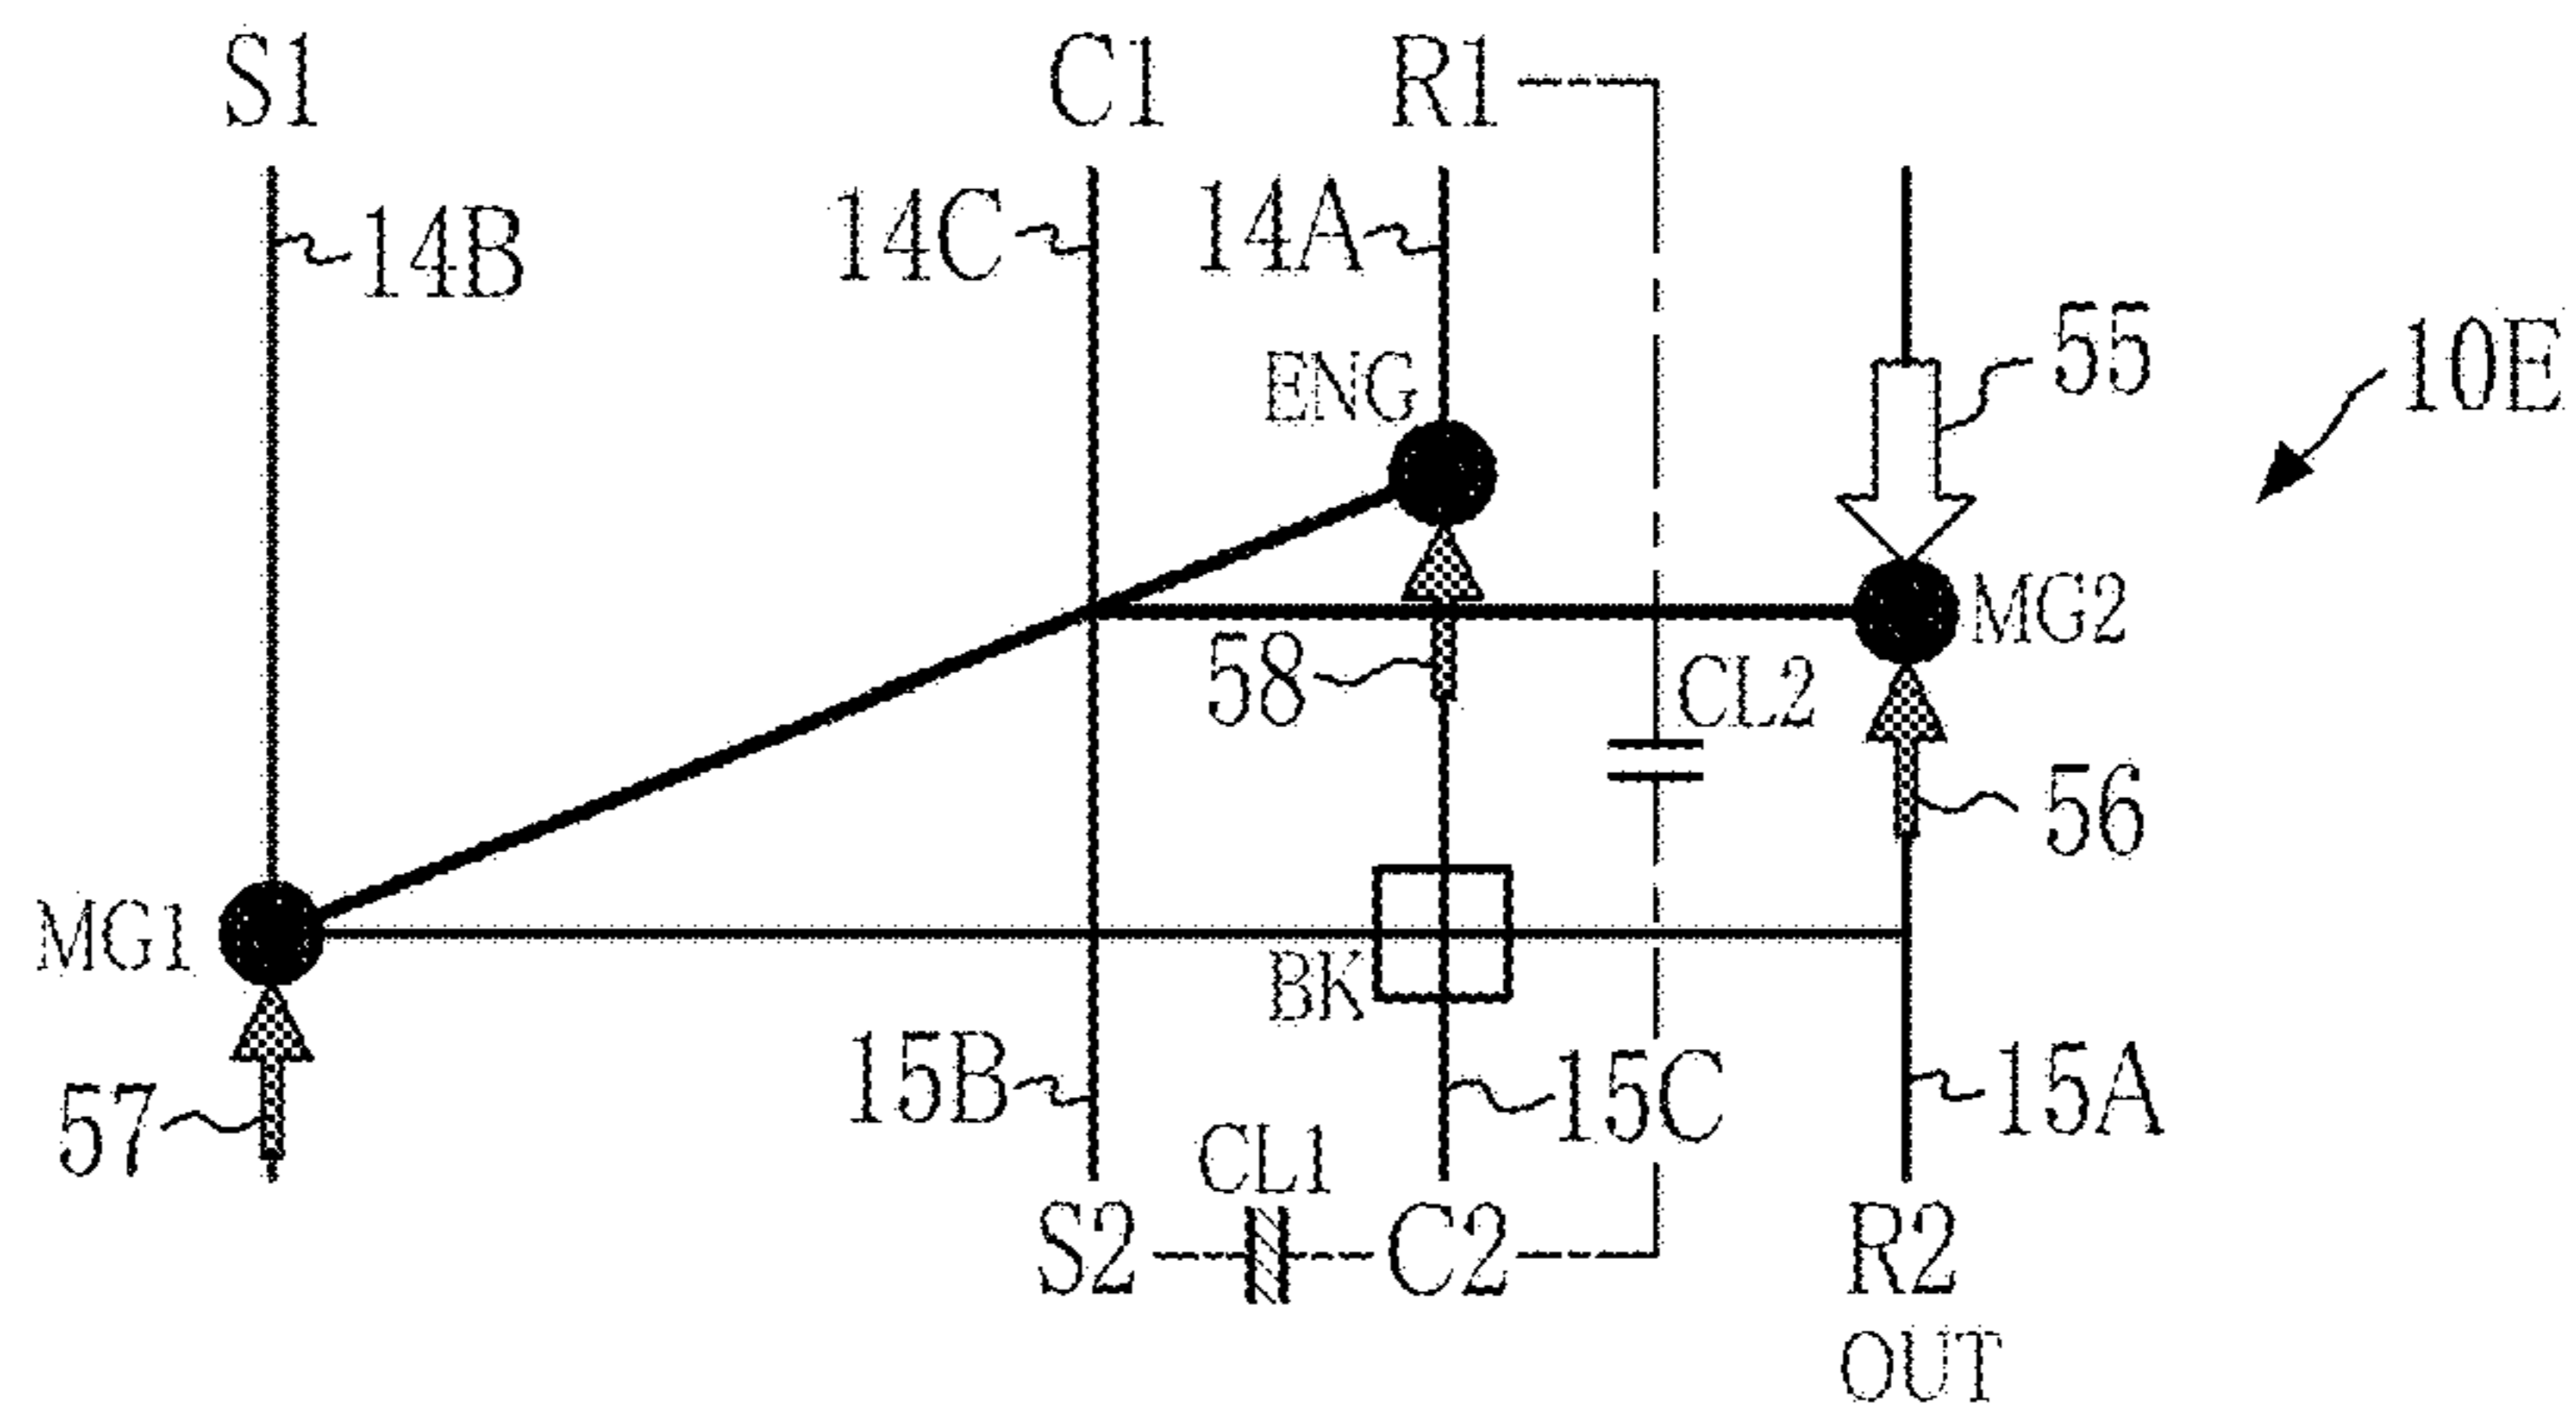 S1 C1 R1
14B 14C 14A
ENG 55 10E
MG2
58 CL2
56
MG1 BK
57 15B 15C 15A
CL1
S2 C2 R2
OUT